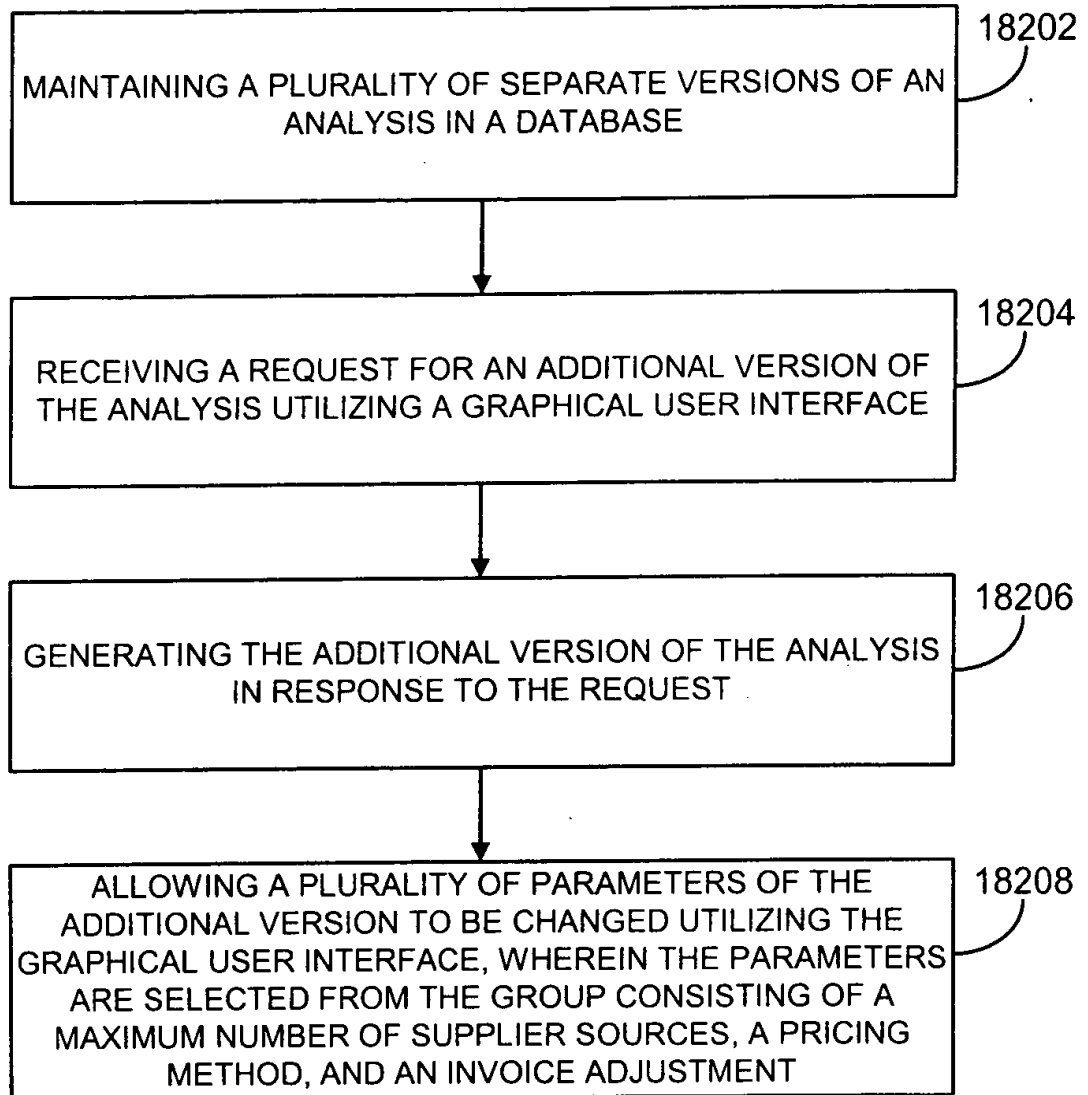 18202
MAINTAINING A PLURALITY OF SEPARATE VERSIONS OF AN
ANALYSIS IN A DATABASE
18204
RECEIVING A REQUEST FOR AN ADDITIONAL VERSION OF
THE ANALYSIS UTILIZING A GRAPHICAL USER INTERFACE
18206
GENERATING THE ADDITIONAL VERSION OF THE ANALYSIS
IN RESPONSE TO THE REQUEST
18208
ALLOWING A PLURALITY OF PARAMETERS OF THE
ADDITIONAL VERSION TO BE CHANGED UTILIZING THE
GRAPHICAL USER INTERFACE, WHEREIN THE PARAMETERS
ARE SELECTED FROM THE GROUP CONSISTING OF A
MAXIMUM NUMBER OF SUPPLIER SOURCES, A PRICING
METHOD, AND AN INVOICE ADJUSTMENT